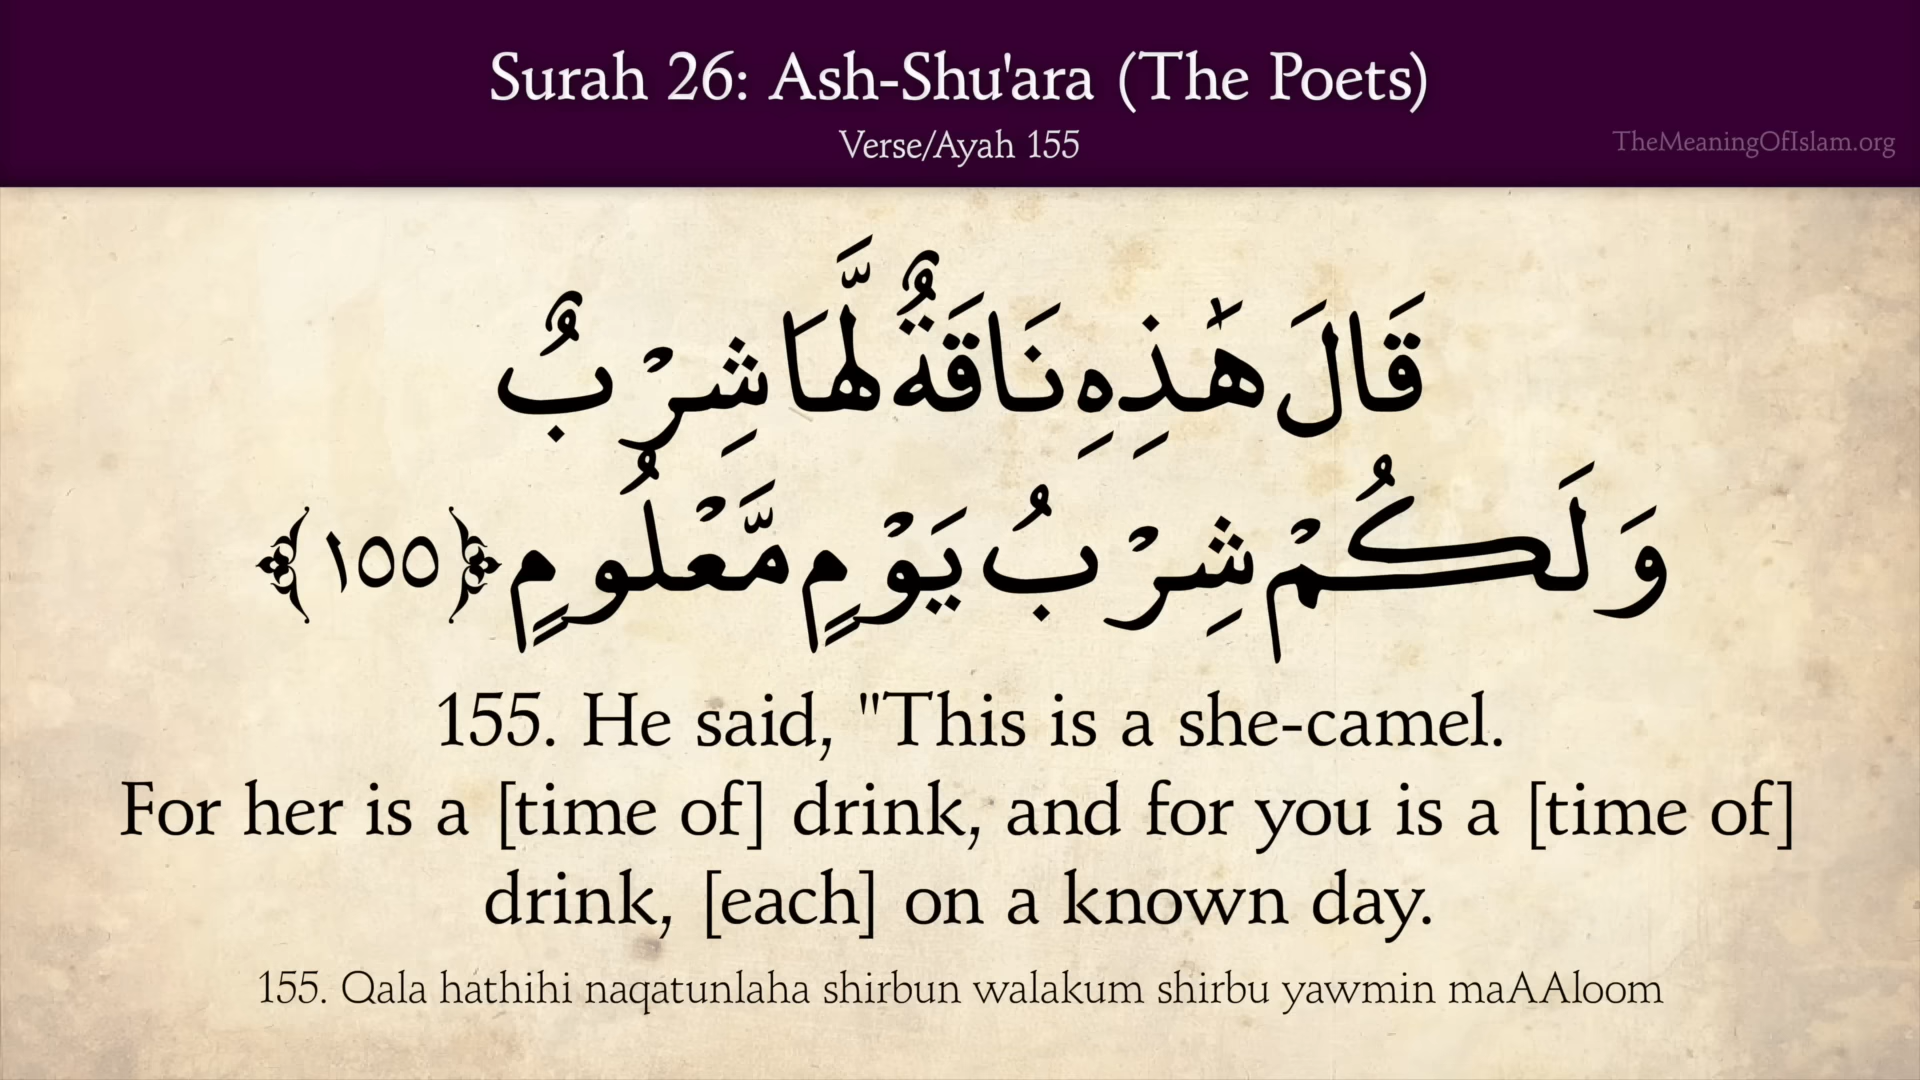 Surah 26: Ash-Shu'ara (The Poets)
Verse/Ayah 155
TheMeaningOfIslam.org
قَالَ هَٰذِهِ نَاقَةٌ لَّهَا شِرْبٌ
وَلَكُمْ شِرْبُ يَوْمٍ مَّعْلُومٍ ﴿١٥٥﴾
155. He said, "This is a she-camel.
For her is a [time of] drink, and for you is a [time of]
drink, [each] on a known day.
155. Qala hathihi naqatunlaha shirbun walakum shirbu yawmin maAAloom